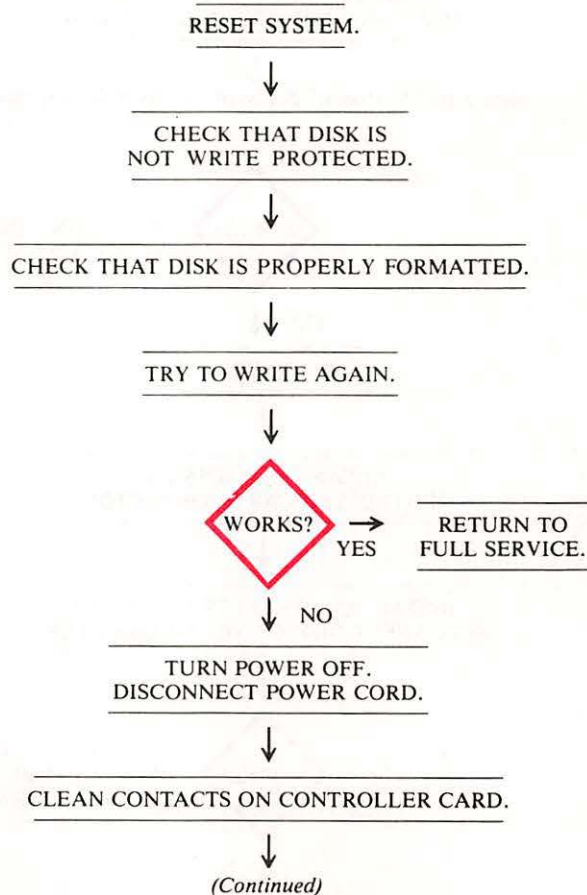 RESET SYSTEM.
CHECK THAT DISK IS
NOT WRITE PROTECTED.
CHECK THAT DISK IS PROPERLY FORMATTED.
TRY TO WRITE AGAIN.
WORKS?
YES
RETURN TO
FULL SERVICE.
NO
TURN POWER OFF.
DISCONNECT POWER CORD.
CLEAN CONTACTS ON CONTROLLER CARD.
(Continued)